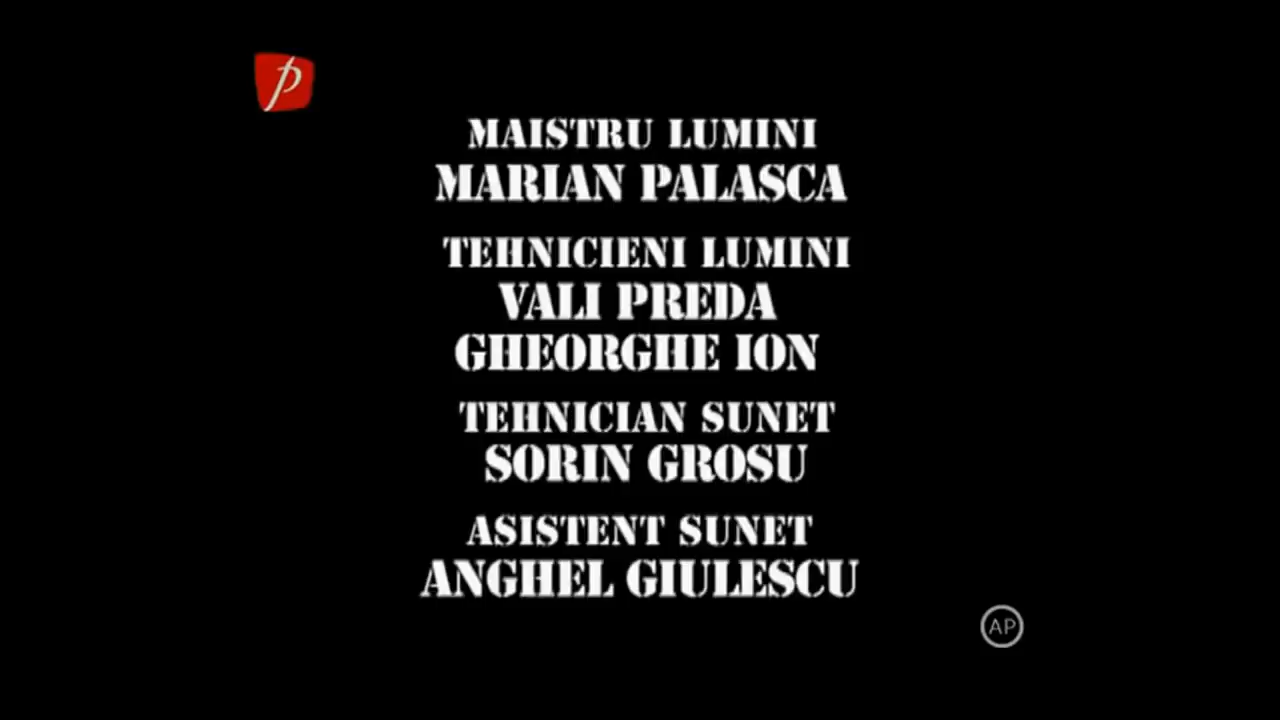 p
MAISTRU LUMINI
MARIAN PALASCA
TEHNICIENI LUMINI
VALI PREDA
GHEORGHE ION
TEHNICIAN SUNET
SORIN GROSU
ASISTENT SUNET
ANGHEL GIULESCU
AP